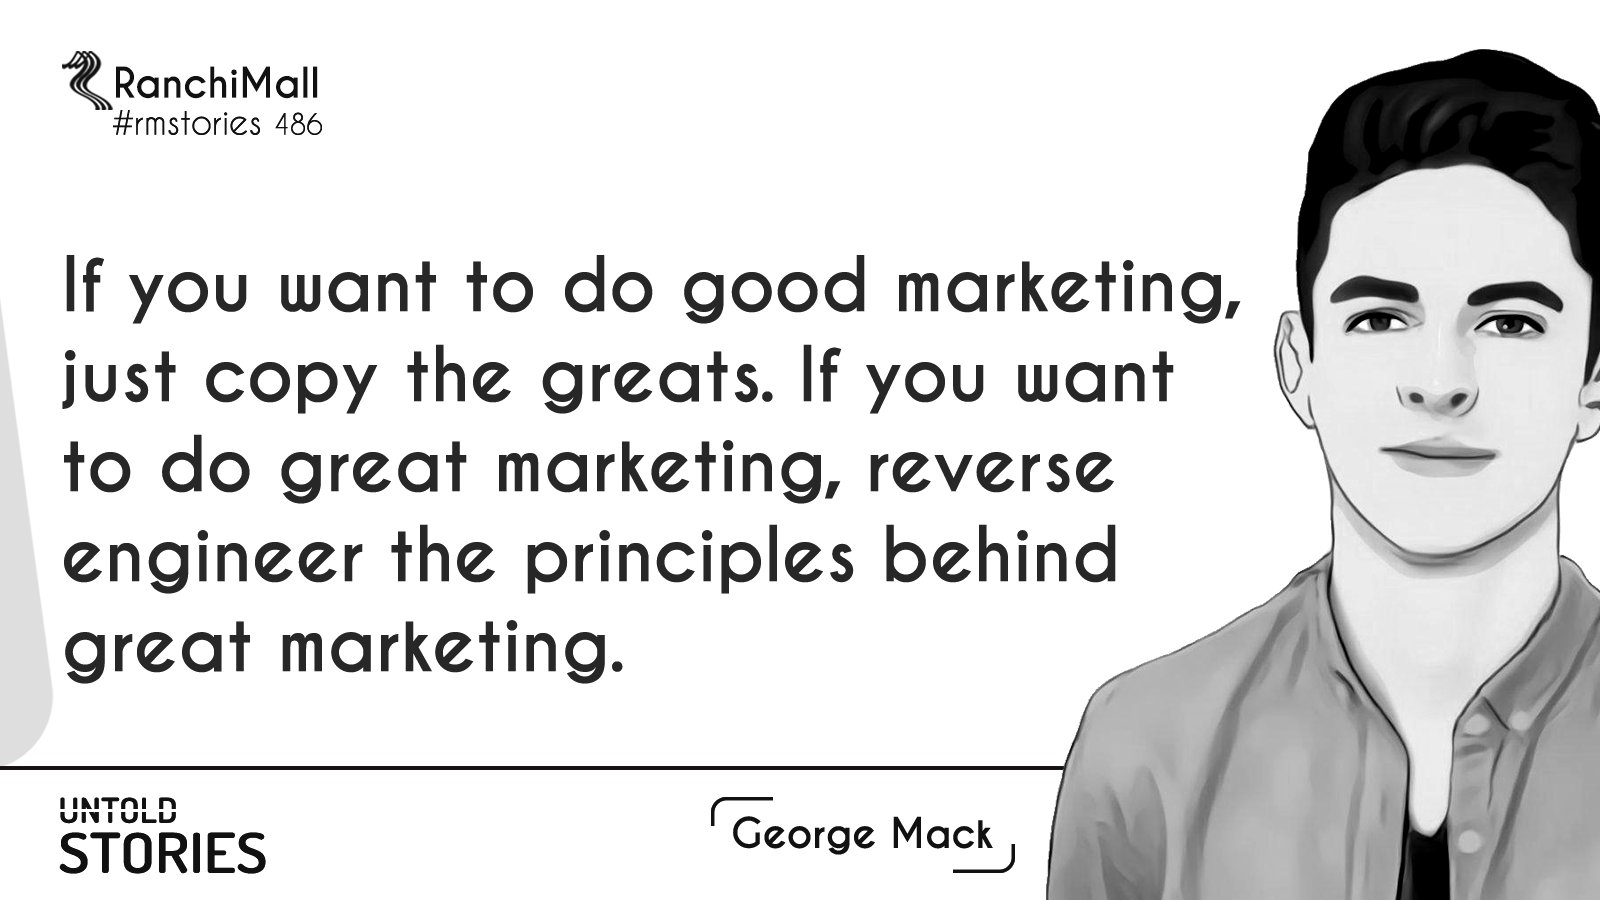 RanchiMall
#rmstories 486
If you want to do good marketing,
just copy the greats. If you want
to do great marketing, reverse
engineer the principles behind
great marketing.
UNTOLD
STORIES
George Mack